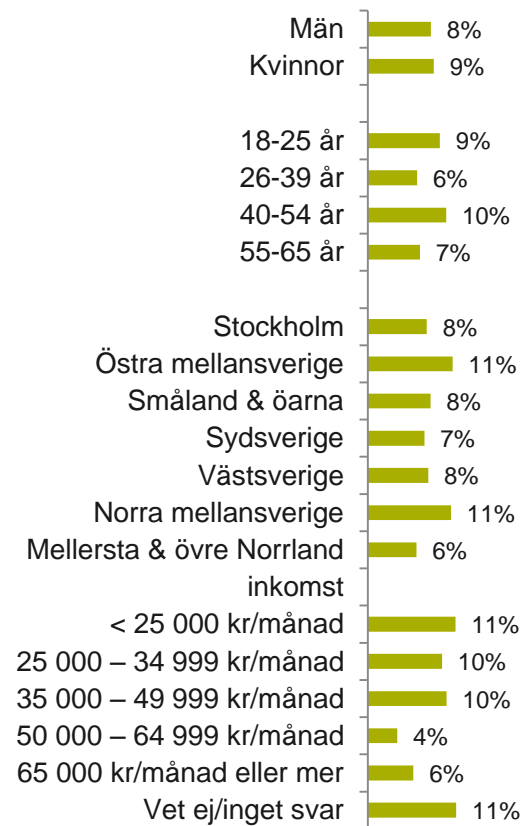 Män 8%
Kvinnor 9%
18-25 år 9%
26-39 år 6%
40-54 år 10%
55-65 år 7%
Stockholm 8%
Östra mellansverige 11%
Småland & öarna 8%
Sydsverige 7%
Västsverige 8%
Norra mellansverige 11%
Mellersta & övre Norrland 6%
inkomst
< 25 000 kr/månad 11%
25 000 – 34 999 kr/månad 10%
35 000 – 49 999 kr/månad 10%
50 000 – 64 999 kr/månad 4%
65 000 kr/månad eller mer 6%
Vet ej/inget svar 11%